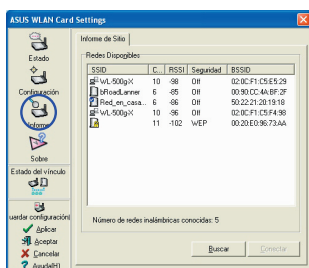 ASUS WLAN Card Settings
Informe de Sitio
Estado
Configuración
Informe
Sobre
Estado del vínculo
uardar configuración
Aplicar
Aceptar
Cancelar
Ayuda(H)
Redes Disponibles
SSID C... RSSI Seguridad BSSID
WL-500g-X 10 -98 Off 02:0C:F1:C5:E5:29
bRoadLanner 6 -85 Off 00:90:CC:4A:BF:2F
Red_en_casa... 6 -86 Off 50:22:21:20:19:18
WL-500g-X 10 -96 Off 02:0C:F1:C5:F4:98
11 -102 WEP 00:20:E0:96:73:AA
Número de redes inalámbricas conocidas: 5
Buscar Conectar